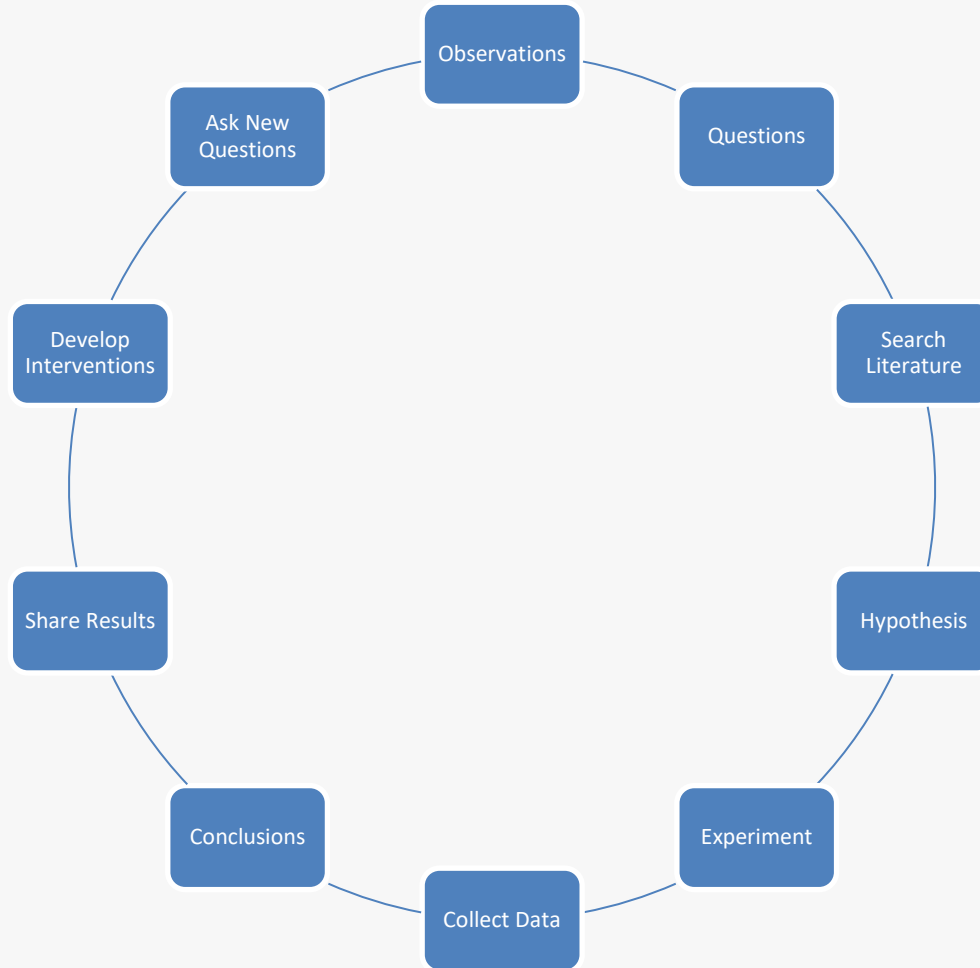 Observations
Questions
Search
Literature
Hypothesis
Experiment
Collect Data
Conclusions
Share Results
Develop
Interventions
Ask New
Questions